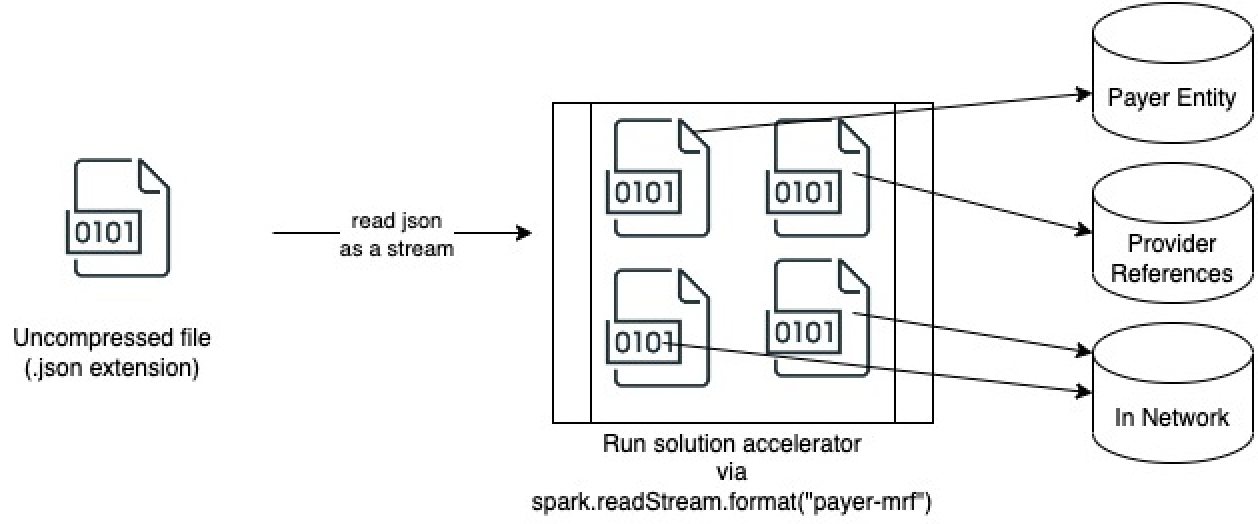 0101
Uncompressed file
(.json extension)
read json
as a stream
0101
0101
0101
0101
Run solution accelerator
via
spark.readStream.format("payer-mrf")
Payer Entity
Provider
References
In Network